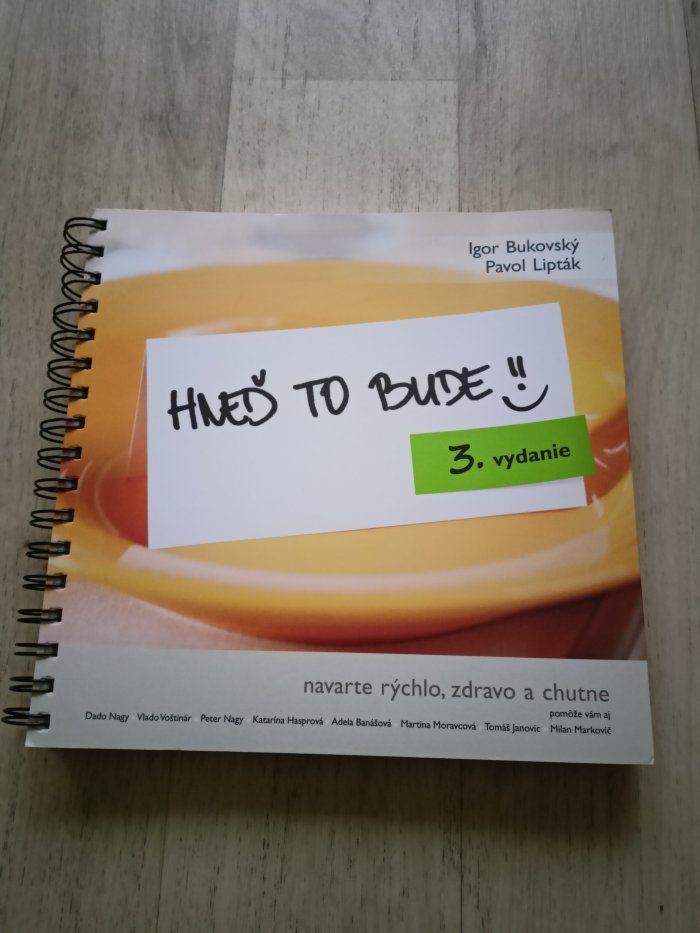 Igor Bukovský
Pavol Lipták
HNEĎ TO BUDE!!
3. vydanie
navarte rýchlo, zdravo a chutne
pomôže vám aj
Dado Nagy Vlado Voštinár Peter Nagy Katarína Hasprová Adela Banášová Martina Moravcová Tomáš Janovic Milan Markovič